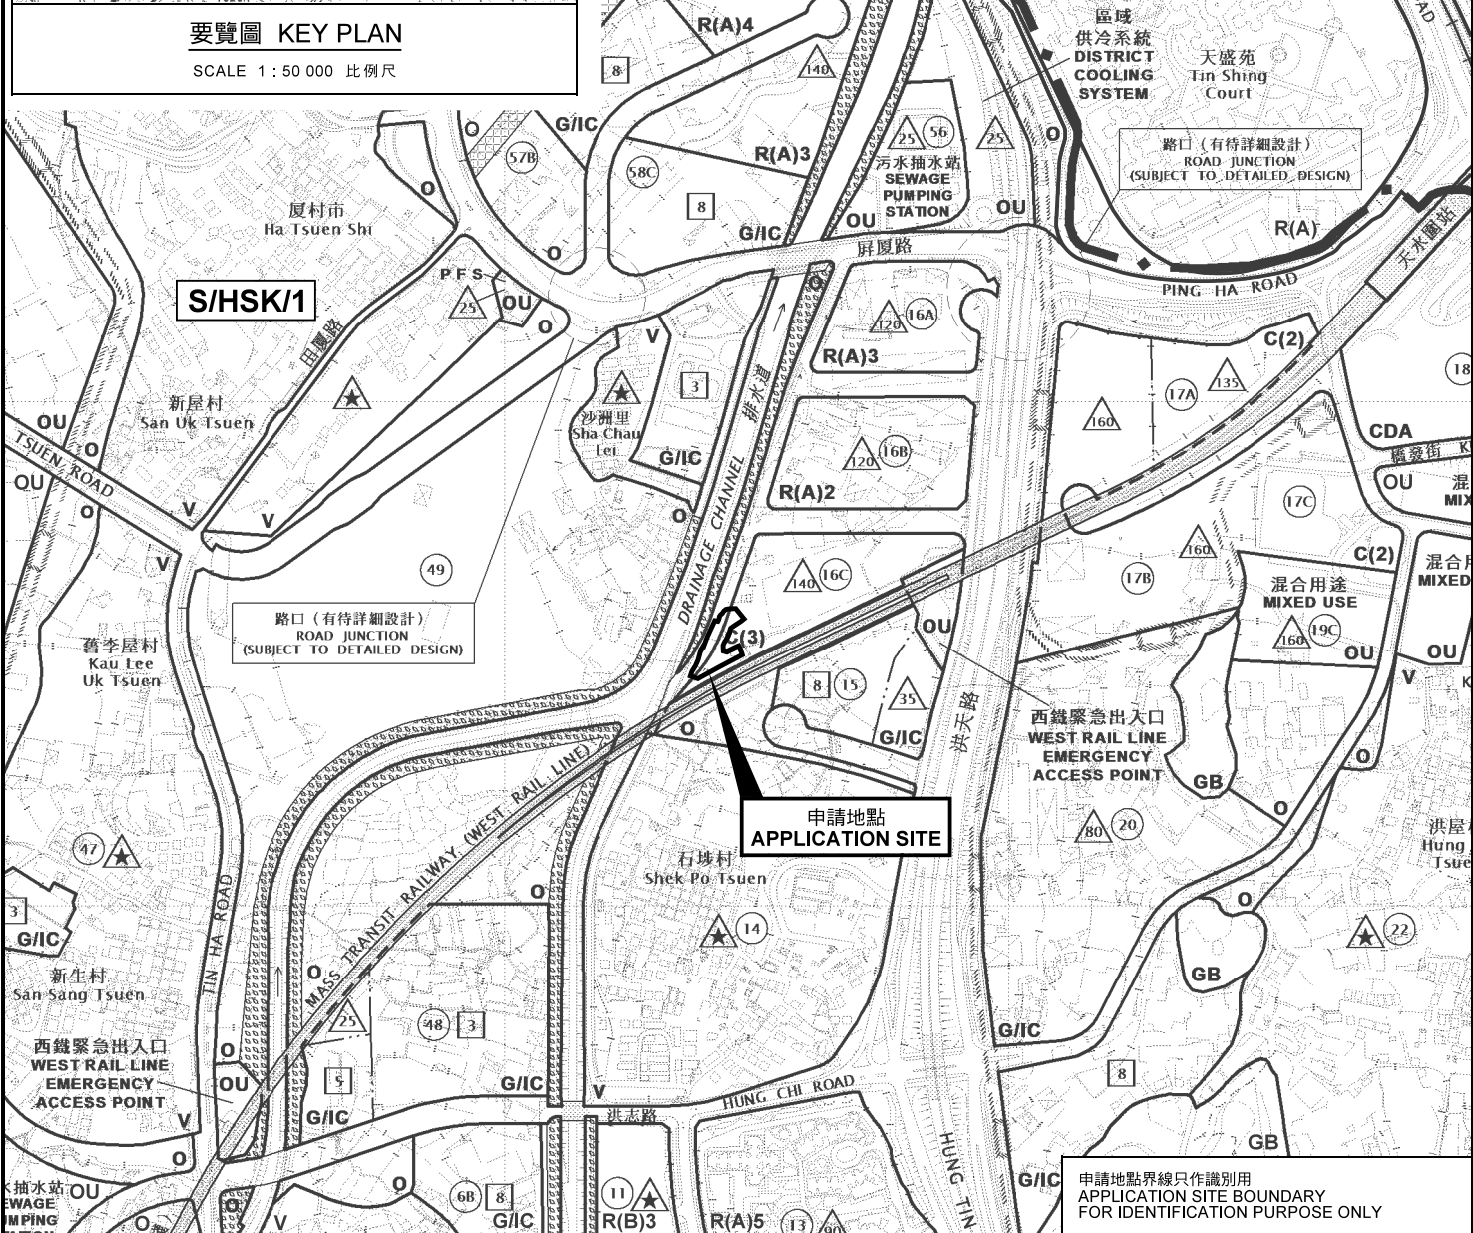 要覽圖 KEY PLAN
SCALE 1 : 50 000 比例尺
R(A)4
8
140
區域
供冷系統
DISTRICT
COOLING
SYSTEM
天盛苑
Tin Shing
Court
O
G/IC
57B
58C
R(A)3
25
56
25
O
污水抽水站
SEWAGE
PUMPING
STATION
路口（有待詳細設計）
ROAD JUNCTION
(SUBJECT TO DETAILED DESIGN)
O
8
厦村市
Ha Tsuen Shi
G/IC
OU
OU
R(A)
屏厦路
天水圍站
O
PFS
25
OU
O
S/HSK/1
O
PING HA ROAD
田厦路
V
120
16A
R(A)3
C(2)
3
排水道
17A
135
160
18
新屋村
San Uk Tsuen
沙洲里
Sha Chau
Lei
OU
O
TSUEN ROAD
G/IC
120
16B
CDA
OU
R(A)2
OU
O
V
V
DRAINAGE CHANNEL
O
17C
160
C(2)
V
49
140
16C
17B
混合用途
MIXED USE
160
19C
OU
OU
MIXED
路口（有待詳細設計）
ROAD JUNCTION
(SUBJECT TO DETAILED DESIGN)
C(3)
OU
舊李屋村
Kau Lee
Uk Tsuen
8
15
35
V
洪天路
西鐵緊急出入口
WEST RAIL LINE
EMERGENCY
ACCESS POINT
O
G/IC
O
GB
O
申請地點
APPLICATION SITE
80
20
MASS TRANSIT RAILWAY (WEST RAIL LINE)
47
石埗村
Shek Po Tsuen
Hung
O
TIN HA ROAD
O
3
G/IC
14
22
新生村
San Sang Tsuen
O
GB
25
48
3
G/IC
西鐵緊急出入口
WEST RAIL LINE
EMERGENCY
ACCESS POINT
O
OU
5
G/IC
G/IC
V
HUNG CHI ROAD
8
V
洪志路
GB
O
HUNG TIN
抽水站
OU
O
O
O
V
6B
8
G/IC
11
R(B)3
R(A)5
13
90
G/IC
申請地點界線只作識別用
APPLICATION SITE BOUNDARY
FOR IDENTIFICATION PURPOSE ONLY